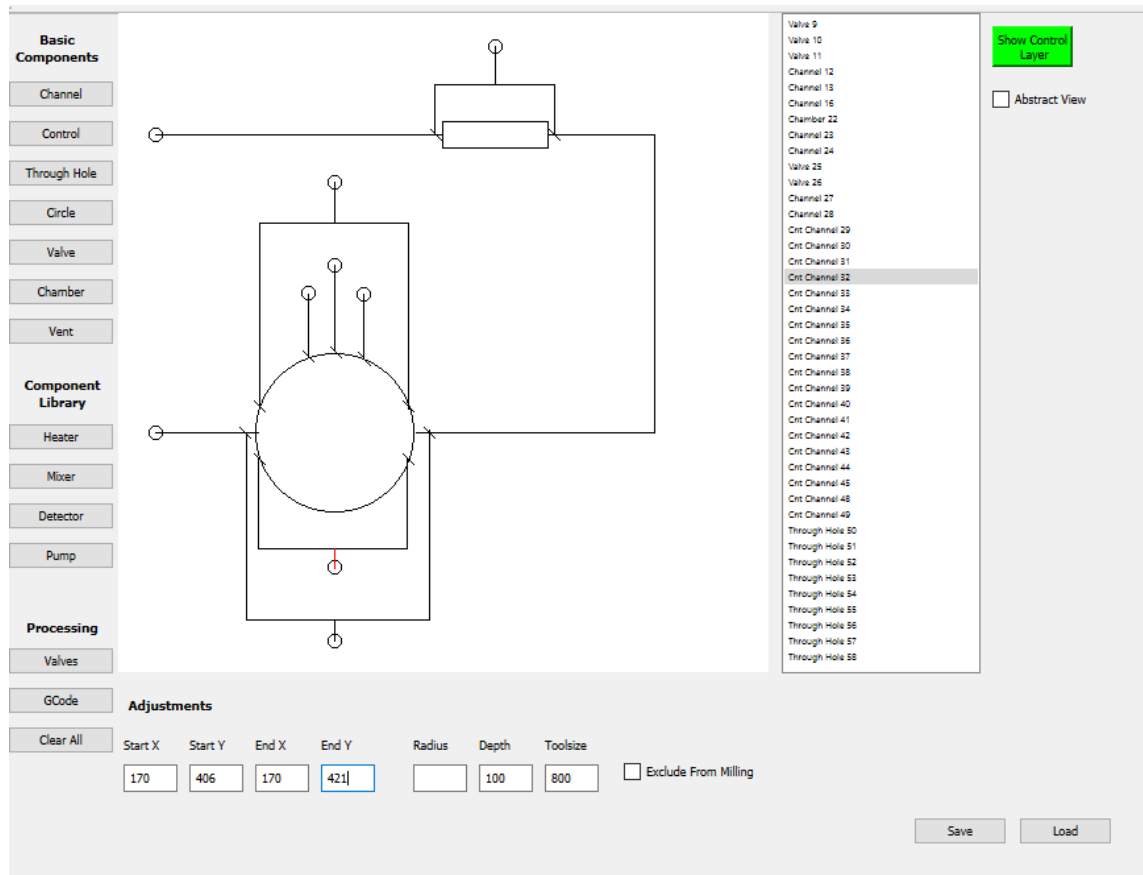 Basic
Components
Channel
Control
Through Hole
Circle
Valve
Chamber
Vent
Component
Library
Heater
Mixer
Detector
Pump
Processing
Valves
GCode
Clear All
Valve 9
Valve 10
Valve 11
Channel 12
Channel 13
Channel 16
Chamber 22
Channel 23
Channel 24
Valve 25
Valve 26
Channel 27
Channel 28
Cnt Channel 29
Cnt Channel 30
Cnt Channel 31
Cnt Channel 32
Cnt Channel 33
Cnt Channel 34
Cnt Channel 35
Cnt Channel 36
Cnt Channel 37
Cnt Channel 38
Cnt Channel 39
Cnt Channel 40
Cnt Channel 41
Cnt Channel 42
Cnt Channel 43
Cnt Channel 44
Cnt Channel 45
Cnt Channel 48
Cnt Channel 49
Through Hole 50
Through Hole 51
Through Hole 52
Through Hole 53
Through Hole 54
Through Hole 55
Through Hole 56
Through Hole 57
Through Hole 58
Show Control
Layer
Abstract View
Adjustments
Start X Start Y End X End Y Radius Depth Toolsize
170 406 170 421 100 800 Exclude From Milling
Save Load